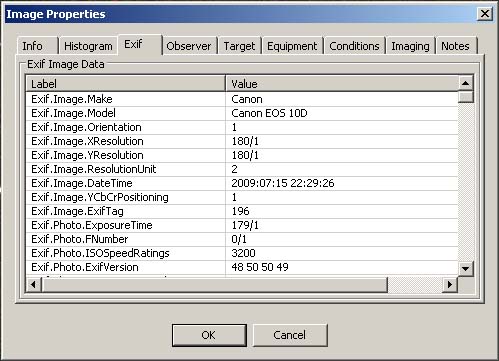 Image Properties
Info Histogram Exif Observer Target Equipment Conditions Imaging Notes
Exif Image Data
Label Value
Exif.Image.Make Canon
Exif.Image.Model Canon EOS 10D
Exif.Image.Orientation 1
Exif.Image.XResolution 180/1
Exif.Image.YResolution 180/1
Exif.Image.ResolutionUnit 2
Exif.Image.DateTime 2009:07:15 22:29:26
Exif.Image.YCbCrPositioning 1
Exif.Image.ExifTag 196
Exif.Photo.ExposureTime 179/1
Exif.Photo.FNumber 0/1
Exif.Photo.ISOSpeedRatings 3200
Exif.Photo.ExifVersion 48 50 50 49
OK Cancel